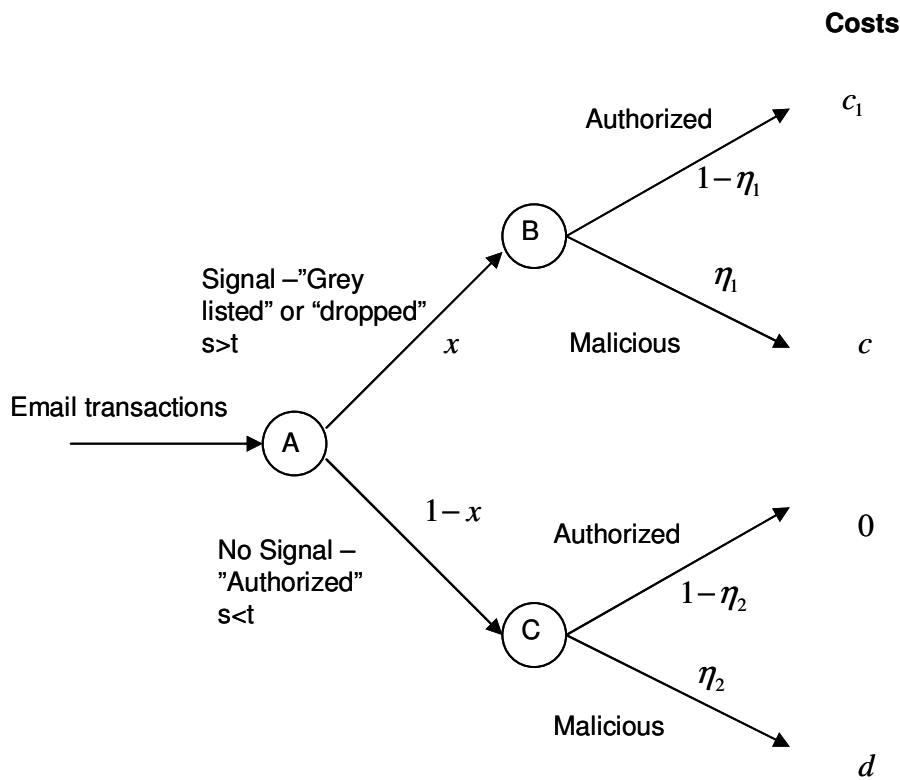 Costs
Authorized
c₁
1−η₁
B
Signal –”Grey
listed” or “dropped”
s>t
η₁
x
Malicious
c
Email transactions
A
1−x
No Signal –
”Authorized”
s<t
Authorized
0
1−η₂
C
η₂
Malicious
d